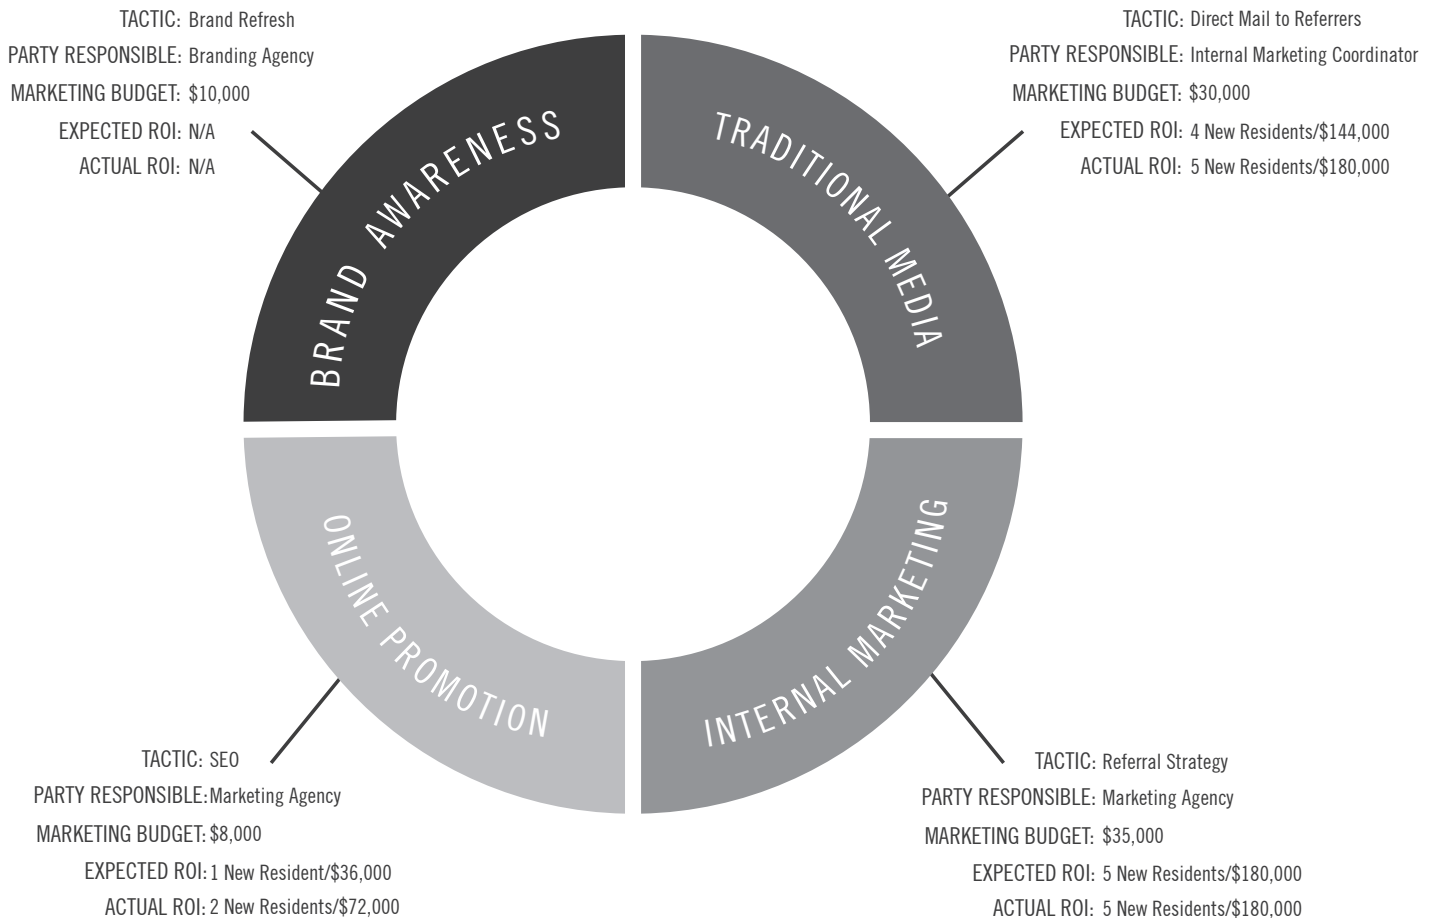 TACTIC: Brand Refresh
PARTY RESPONSIBLE: Branding Agency
MARKETING BUDGET: $10,000
EXPECTED ROI: N/A
ACTUAL ROI: N/A
TACTIC: Direct Mail to Referrers
PARTY RESPONSIBLE: Internal Marketing Coordinator
MARKETING BUDGET: $30,000
EXPECTED ROI: 4 New Residents/$144,000
ACTUAL ROI: 5 New Residents/$180,000
BRAND AWARENESS
TRADITIONAL MEDIA
ONLINE PROMOTION
INTERNAL MARKETING
TACTIC: SEO
PARTY RESPONSIBLE: Marketing Agency
MARKETING BUDGET: $8,000
EXPECTED ROI: 1 New Resident/$36,000
ACTUAL ROI: 2 New Residents/$72,000
TACTIC: Referral Strategy
PARTY RESPONSIBLE: Marketing Agency
MARKETING BUDGET: $35,000
EXPECTED ROI: 5 New Residents/$180,000
ACTUAL ROI: 5 New Residents/$180,000